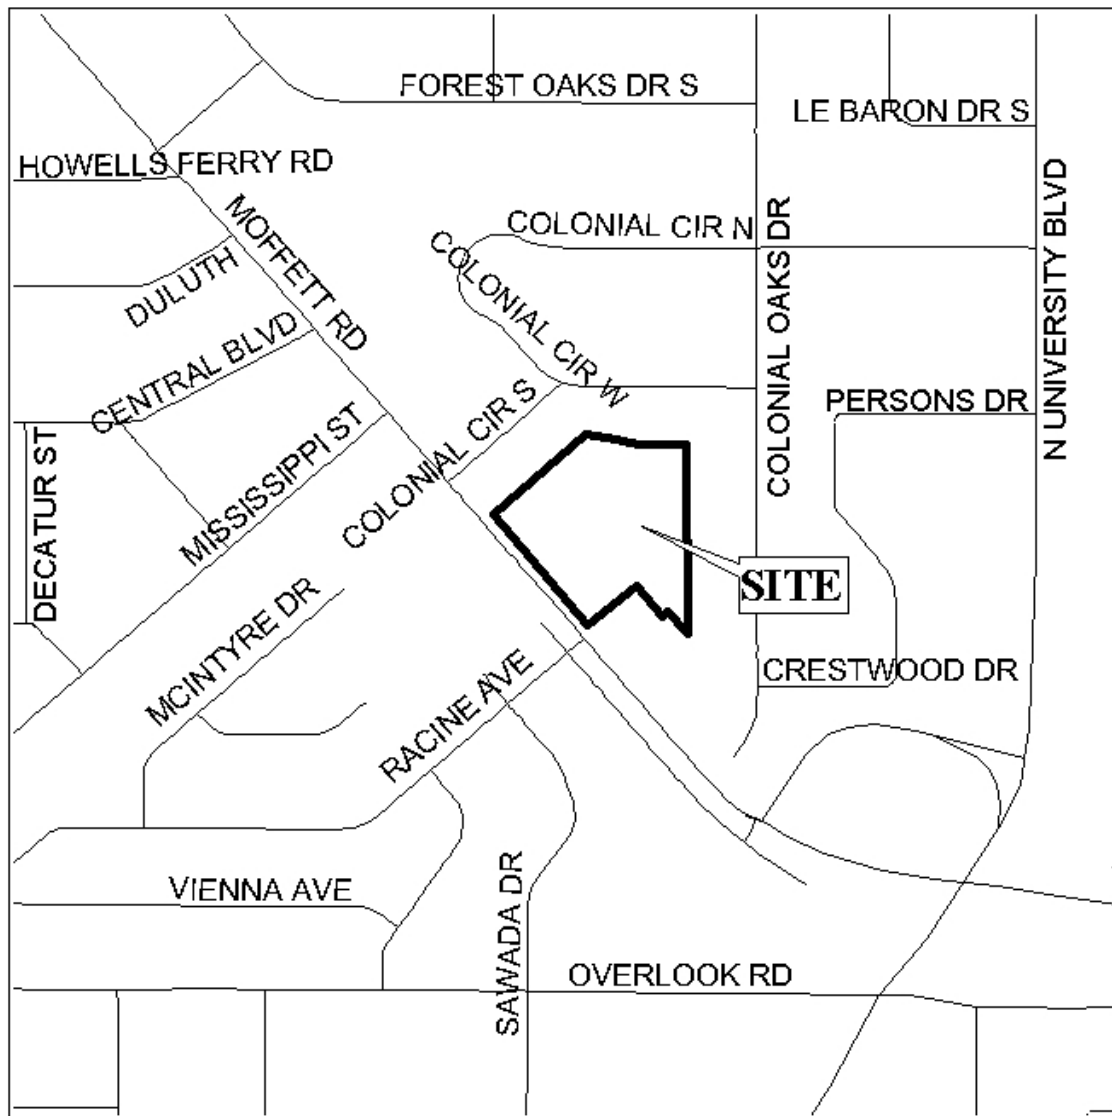 FOREST OAKS DR S
LE BARON DR S
HOWELLS FERRY RD
MOFFETT RD
COLONIAL CIR N
COLONIAL OAKS DR
N UNIVERSITY BLVD
DULUTH
COLONIAL CIR W
CENTRAL BLVD
PERSONS DR
MISSISSIPPI ST
COLONIAL CIR S
DECATUR ST
SITE
MCINTYRE DR
RACINE AVE
CRESTWOOD DR
VIENNA AVE
SAWADA DR
OVERLOOK RD